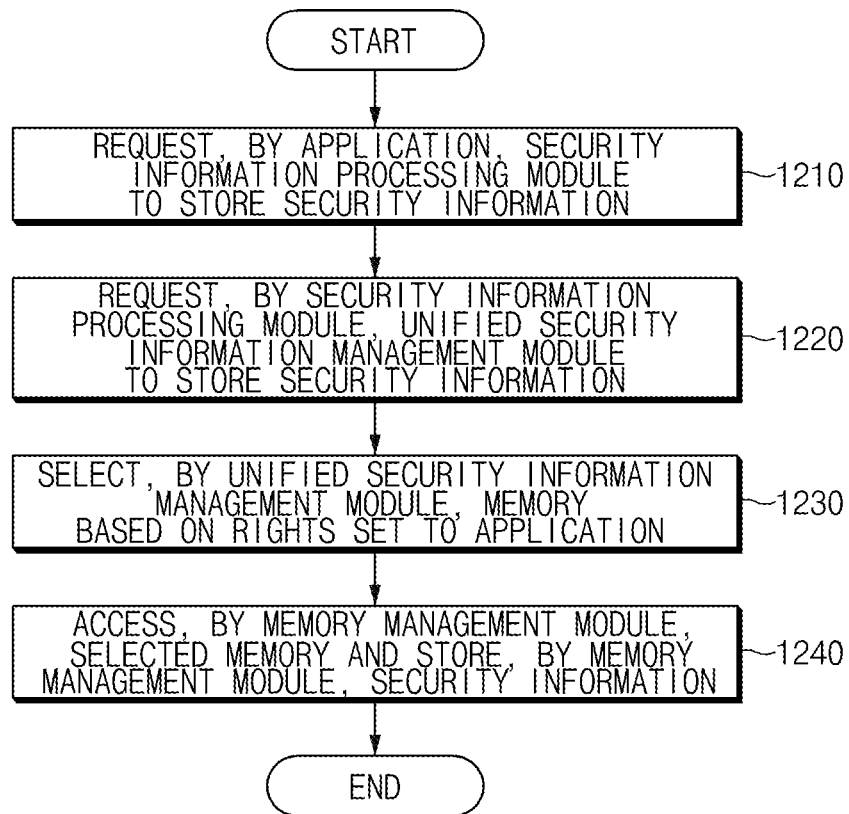 START
REQUEST, BY APPLICATION, SECURITY
INFORMATION PROCESSING MODULE
TO STORE SECURITY INFORMATION
1210
REQUEST, BY SECURITY INFORMATION
PROCESSING MODULE, UNIFIED SECURITY
INFORMATION MANAGEMENT MODULE
TO STORE SECURITY INFORMATION
1220
SELECT, BY UNIFIED SECURITY INFORMATION
MANAGEMENT MODULE, MEMORY
BASED ON RIGHTS SET TO APPLICATION
1230
ACCESS, BY MEMORY MANAGEMENT MODULE,
SELECTED MEMORY AND STORE, BY MEMORY
MANAGEMENT MODULE, SECURITY INFORMATION
1240
END